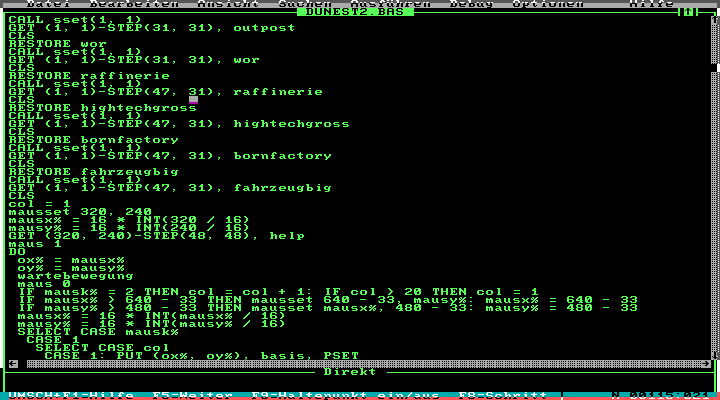 Datei Bearbeiten Ansicht Suchen Ausführen Debug Optionen Hilfe
DUNEST2.BAS
CALL sset(1, 1)
GET (1, 1)-STEP(31, 31), outpost
CLS
RESTORE wor
CALL sset(1, 1)
GET (1, 1)-STEP(31, 31), wor
CLS
RESTORE raffinerie
CALL sset(1, 1)
GET (1, 1)-STEP(47, 31), raffinerie
CLS
RESTORE hightechgross
CALL sset(1, 1)
GET (1, 1)-STEP(47, 31), hightechgross
CLS
RESTORE bornfactory
CALL sset(1, 1)
GET (1, 1)-STEP(47, 31), bornfactory
CLS
RESTORE fahrzeugbig
CALL sset(1, 1)
GET (1, 1)-STEP(47, 31), fahrzeugbig
CLS
col = 1
mausset 320, 240
mausx% = 16 * INT(320 / 16)
mausy% = 16 * INT(240 / 16)
GET (320, 240)-STEP(48, 48), help
maus 1
DO
ox% = mausx%
oy% = mausy%
wartebewegung
maus 0
IF mausk% = 2 THEN col = col + 1: IF col > 20 THEN col = 1
IF mausx% > 640 - 33 THEN mausset 640 - 33, mausy%: mausx% = 640 - 33
IF mausy% > 480 - 33 THEN mausset mausx%, 480 - 33: mausy% = 480 - 33
mausx% = 16 * INT(mausx% / 16)
mausy% = 16 * INT(mausy% / 16)
SELECT CASE mausk%
CASE 1
SELECT CASE col
CASE 1: PUT (ox%, oy%), basis, PSET
Direkt
UMSCH+F1=Hilfe F5=Weiter F9=Haltepunkt ein/aus F8=Schritt N 00115:021